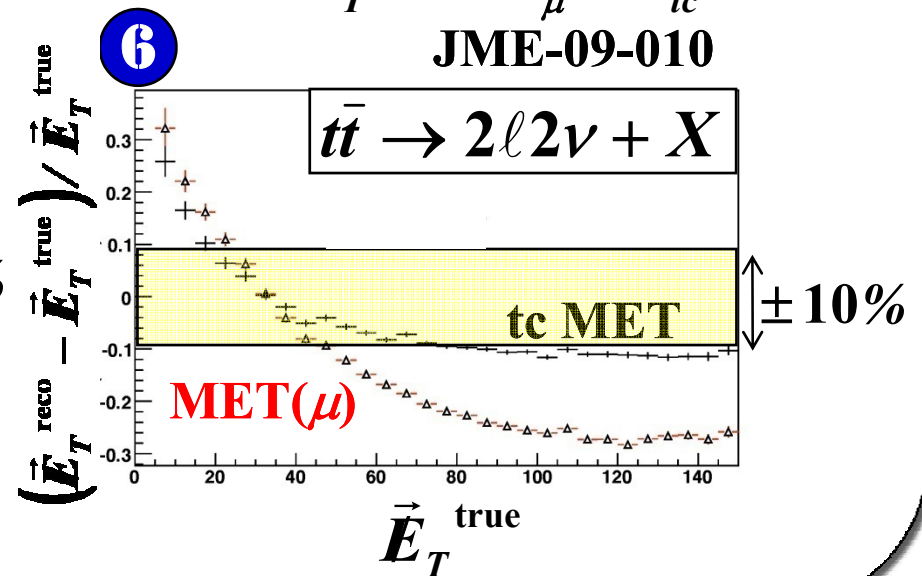 T μ tc
6
JME-09-010
tt̄ → 2ℓ2ν + X
(E⃗_T^reco − E⃗_T^true) / E⃗_T^true
0.3
0.2
0.1
0
-0.1
-0.2
-0.3
tc MET
± 10%
MET(μ)
0 20 40 60 80 100 120 140
E⃗_T^true